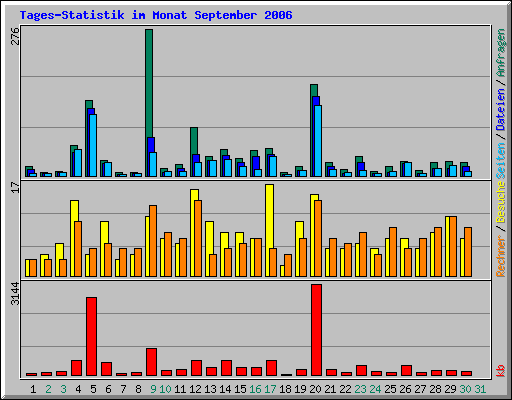 Tages-Statistik im Monat September 2006
276
17
3144
Rechner / Besuche Seiten / Dateien / Anfragen
kb
1 2 3 4 5 6 7 8 9 10 11 12 13 14 15 16 17 18 19 20 21 22 23 24 25 26 27 28 29 30 31